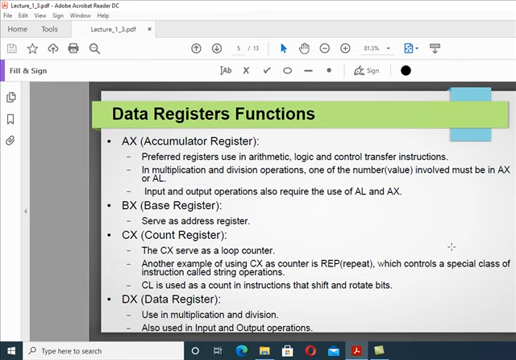 Lecture_1_3.pdf - Adobe Acrobat Reader DC
File Edit View Sign Window Help
Home Tools Lecture_1_3.pdf ×
5 / 13 81.3%
Fill & Sign Ab Sign
Data Registers Functions
• AX (Accumulator Register):
– Preferred registers use in arithmetic, logic and control transfer instructions.
– In multiplication and division operations, one of the number(value) involved must be in AX
or AL.
– Input and output operations also require the use of AL and AX.
• BX (Base Register):
– Serve as address register.
• CX (Count Register):
– The CX serve as a loop counter.
– Another example of using CX as counter is REP(repeat), which controls a special class of
instruction called string operations.
– CL is used as a count in instructions that shift and rotate bits.
• DX (Data Register):
– Use in multiplication and division.
– Also used in Input and Output operations.